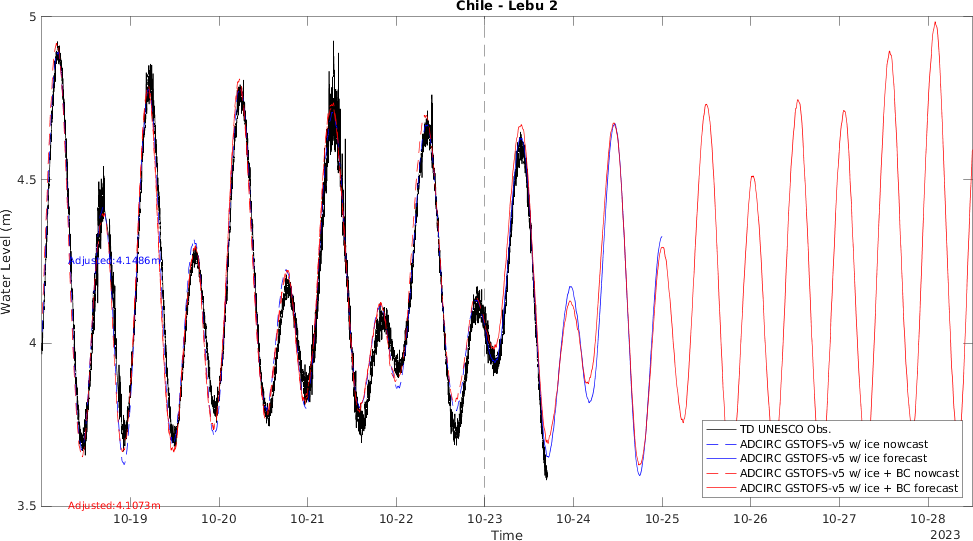 Chile - Lebu 2
5
4.5
4
3.5
Water Level (m)
Adjusted:4.1486m
Adjusted:4.1073m
TD UNESCO Obs.
ADCIRC GSTOFS-v5 w/ ice nowcast
ADCIRC GSTOFS-v5 w/ ice forecast
ADCIRC GSTOFS-v5 w/ ice + BC nowcast
ADCIRC GSTOFS-v5 w/ ice + BC forecast
10-19 10-20 10-21 10-22 10-23 10-24 10-25 10-26 10-27 10-28
2023
Time